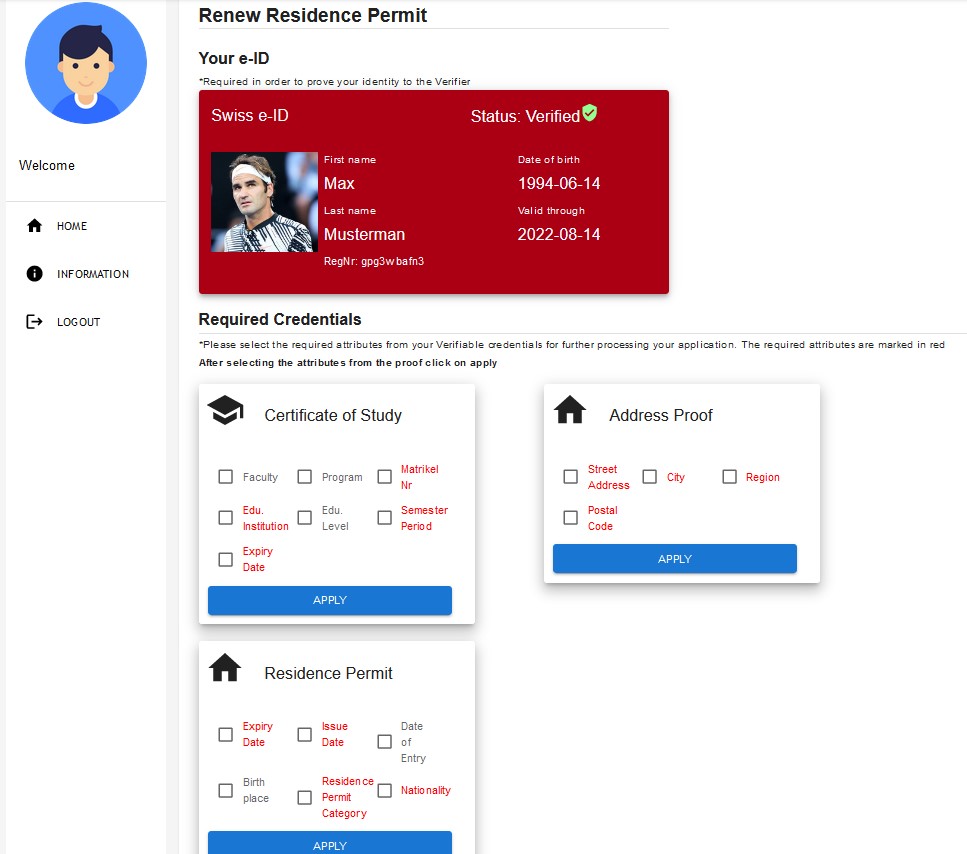 Renew Residence Permit
Your e-ID
*Required in order to prove your identity to the Verifier
Swiss e-ID
Status: Verified
First name
Date of birth
Max
1994-06-14
Last name
Valid through
Musterman
2022-08-14
RegNr: gpg3wbafn3
Welcome
HOME
INFORMATION
LOGOUT
Required Credentials
*Please select the required attributes from your Verifiable credentials for further processing your application. The required attributes are marked in red
After selecting the attributes from the proof click on apply
Certificate of Study
Faculty
Program
Matrikel
Nr
Edu.
Institution
Edu.
Level
Semester
Period
Expiry
Date
APPLY
Address Proof
Street
Address
City
Region
Postal
Code
APPLY
Residence Permit
Expiry
Date
Issue
Date
Date
of
Entry
Birth
place
Residence
Permit
Category
Nationality
APPLY